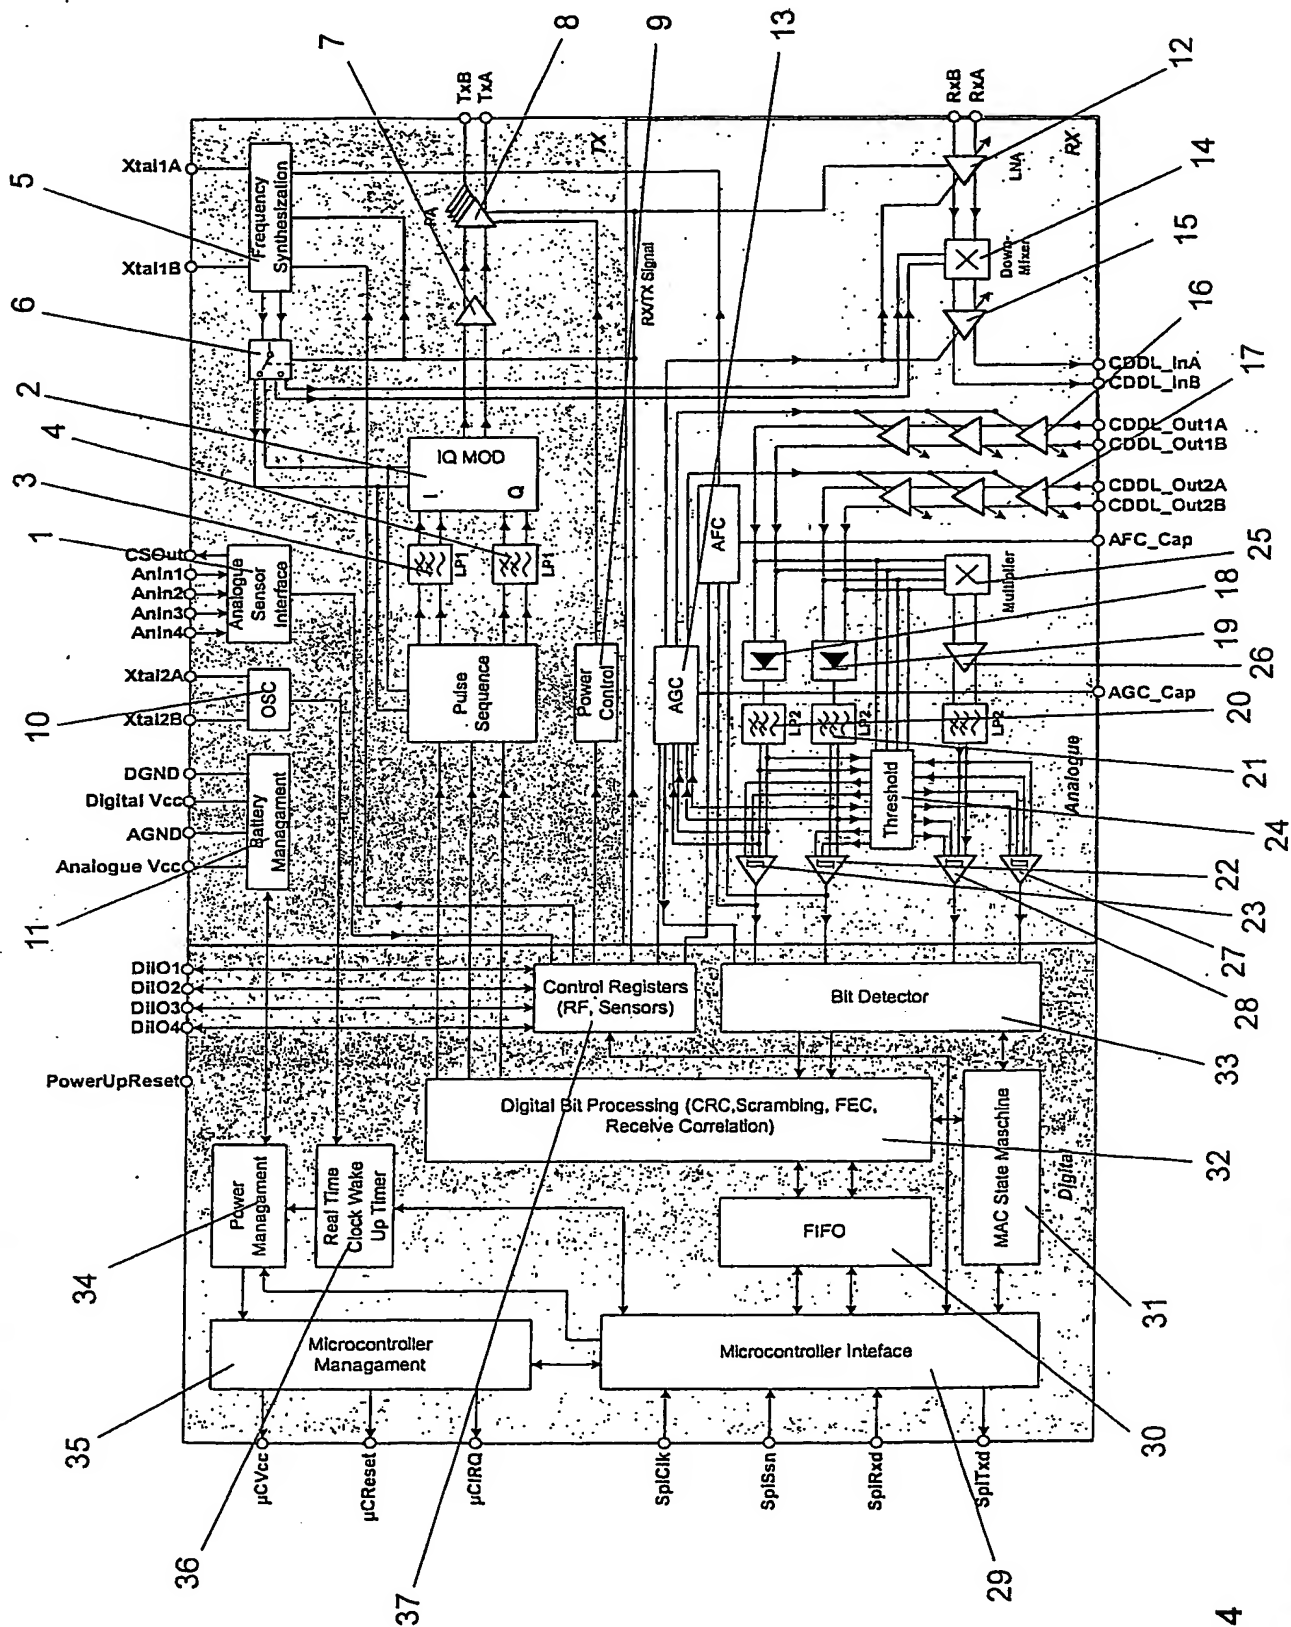 7
8
9
13
12
14
15
16
17
25
18
19
26
20
21
24
22
23
27
28
33
32
31
30
29
5
6
2
4
3
1
10
11
34
35
36
37
Xtal1A
Xtal1B
CSOut
AnIn1
AnIn2
AnIn3
AnIn4
Xtal2A
Xtal2B
DGND
Digital Vcc
AGND
Analogue Vcc
DiIO1
DiIO2
DiIO3
DiIO4
PowerUpReset
TxB
TxA
RxB
RxA
CDDL_InA
CDDL_InB
CDDL_Out1A
CDDL_Out1B
CDDL_Out2A
CDDL_Out2B
AFC_Cap
AGC_Cap
µCVcc
µCReset
µCIRQ
SpiClk
SpiSsn
SpiRxd
SpiTxd
Frequency
Synthesization
TX
RX
PA
LNA
Down-
Mixer
RX/TX Signal
IQ MOD
I
Q
LP1
LP1
Analogue
Sensor
Interface
OSC
Battery
Managament
Pulse
Sequence
Power
Control
AFC
AGC
Multiplier
LP2
LP2
LP2
Threshold
Analogue
Control Registers
(RF, Sensors)
Bit Detector
Digital Bit Processing (CRC,Scrambing, FEC,
Receive Correlation)
MAC State Maschine
Digital
Power
Managament
Real Time
Clock Wake
Up Timer
FIFO
Microcontroller
Managament
Microcontroller Inteface
4